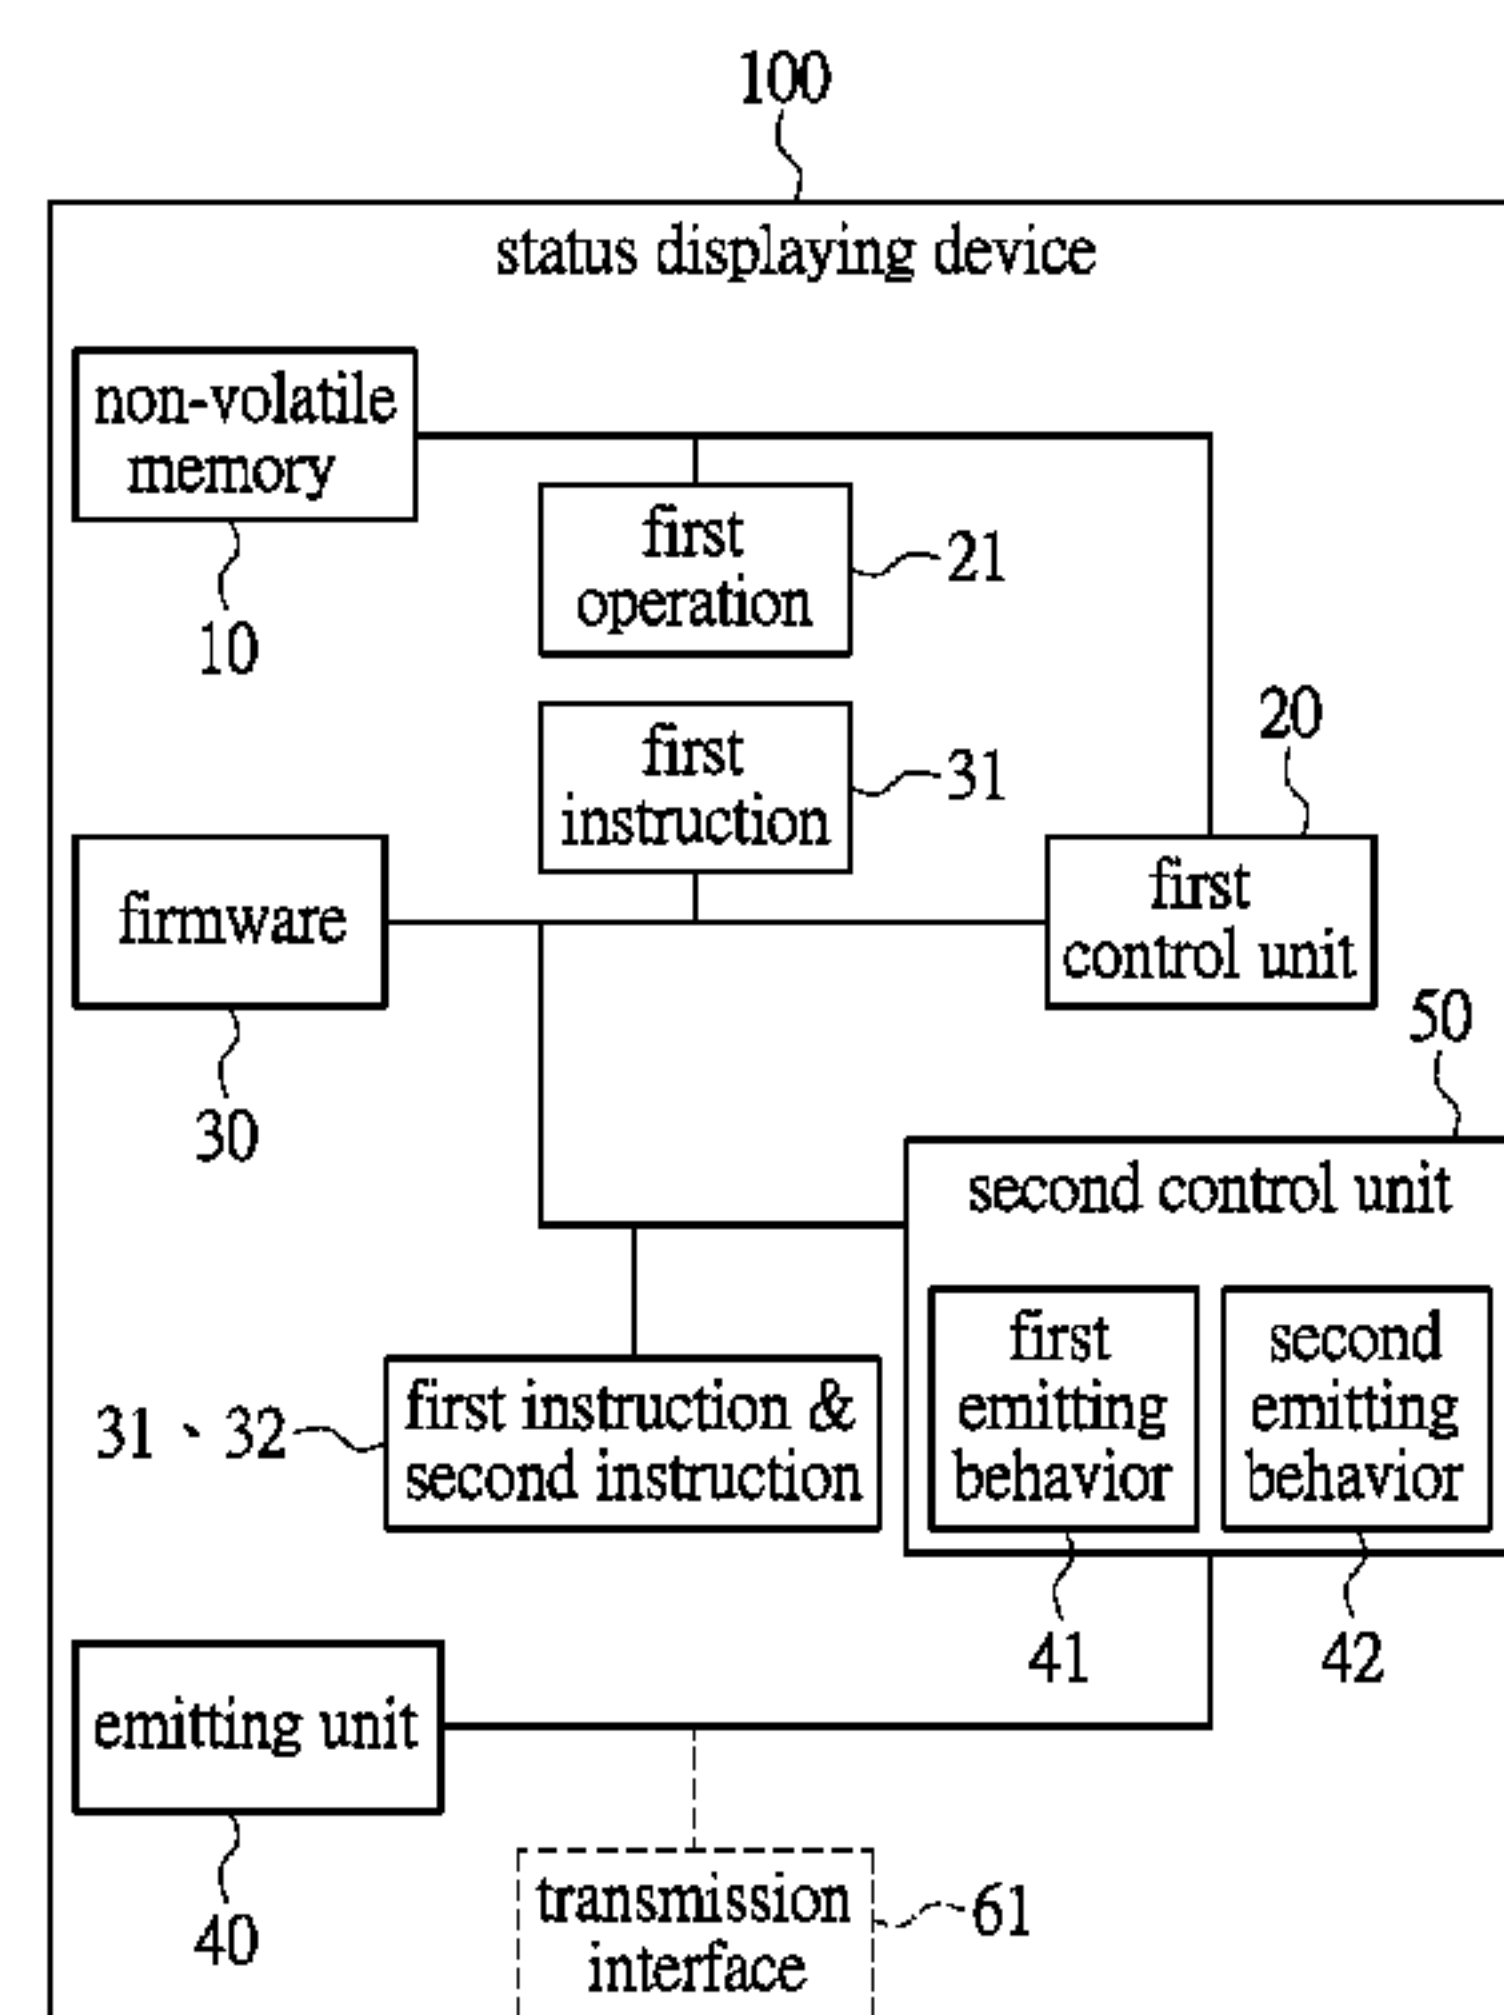 100
status displaying device
non-volatile
memory
10
first
operation
21
first
instruction
31
20
firmware
30
first
control unit
50
second control unit
first
emitting
behavior
second
emitting
behavior
31、32
first instruction &
second instruction
41
42
emitting unit
40
transmission
interface
61